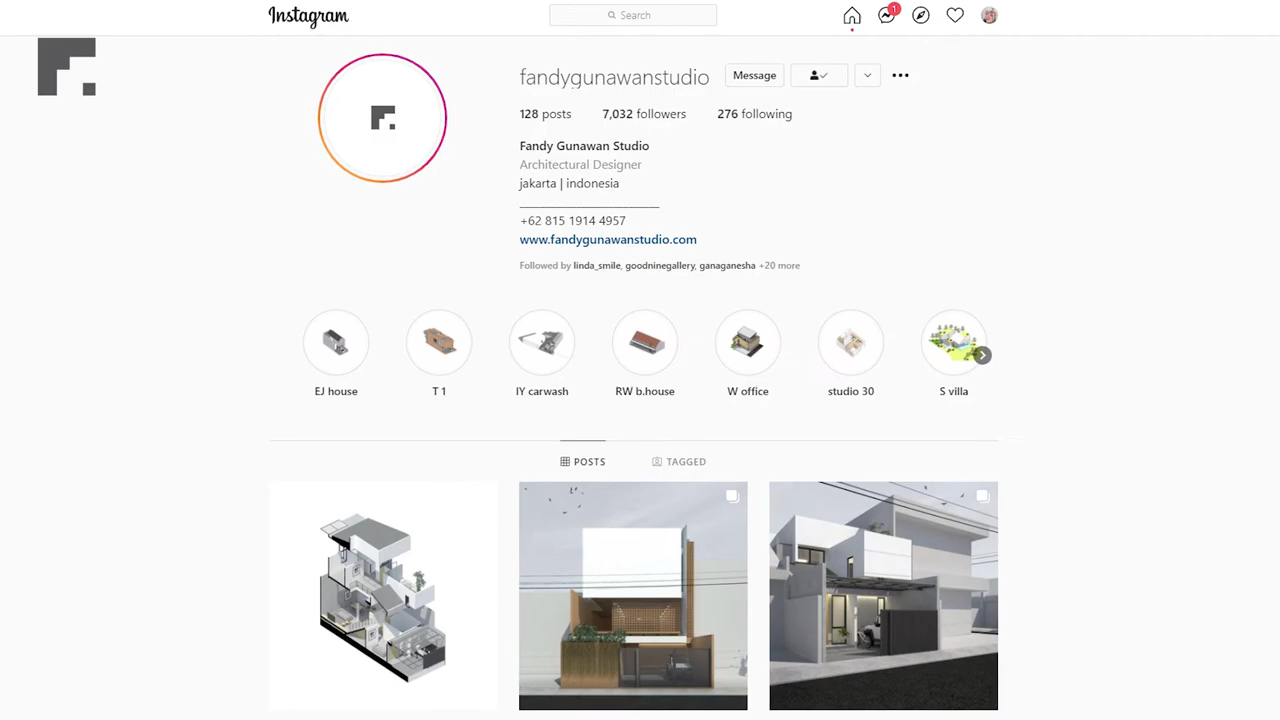 Instagram
Search
1
fandygunawanstudio
Message
128 posts 7,032 followers 276 following
Fandy Gunawan Studio
Architectural Designer
jakarta | indonesia
+62 815 1914 4957
www.fandygunawanstudio.com
Followed by linda_smile, goodninegallery, ganaganesha +20 more
EJ house T 1 IY carwash RW b.house W office studio 30 S villa
POSTS TAGGED